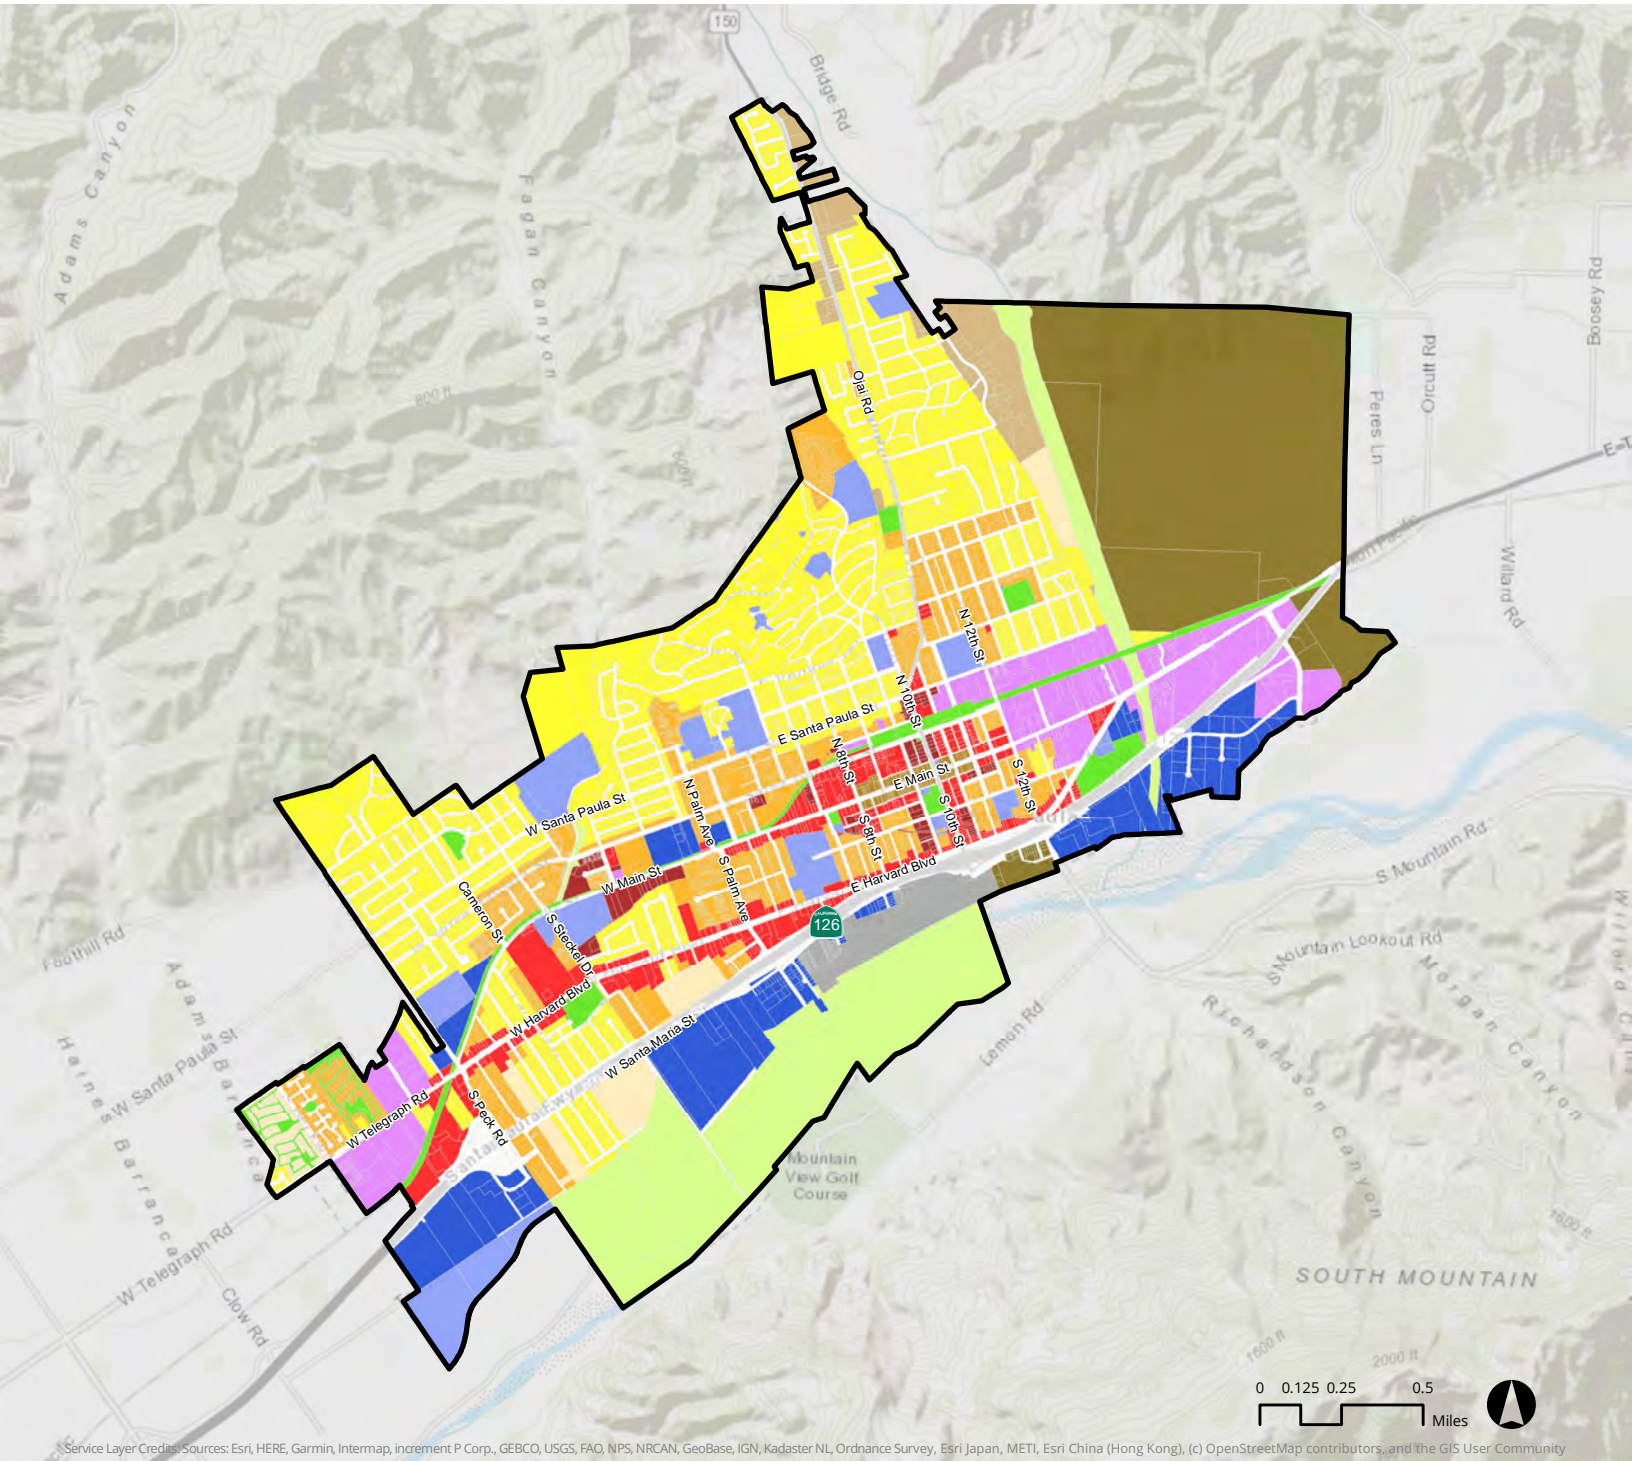 150
Bridge Rd
Adams Canyon
Fagan Canyon
Boosey Rd
Orcutt Rd
Peres Ln
800 ft
Ojai Rd
Willard Rd
N 12th St
N 10th St
E Santa Paula St
N 8th St
E Main St
S 12th St
S 10th St
N Palm Ave
W Santa Paula St
S 8th St
S Palm Ave
W Main St
E Harvard Blvd
S Mountain Rd
Cameron St
S Steckel Dr
CALIFORNIA
126
Foothill Rd
S Mountain Lookout Rd
Morgan Canyon
Richardson Canyon
W Harvard Blvd
Lemon Rd
W Santa Maria St
W Santa Paula St
Adams Barranca
Haines Barranca
S Peck Rd
W Telegraph Rd
Mountain
View Golf
Course
W Telegraph Rd
Clow Rd
1600 ft
SOUTH MOUNTAIN
1600 ft
2000 ft
0 0.125 0.25 0.5
Miles
Service Layer Credits: Sources: Esri, HERE, Garmin, Intermap, increment P Corp., GEBCO, USGS, FAO, NPS, NRCAN, GeoBase, IGN, Kadaster NL, Ordnance Survey, Esri Japan, METI, Esri China (Hong Kong), (c) OpenStreetMap contributors, and the GIS User Community